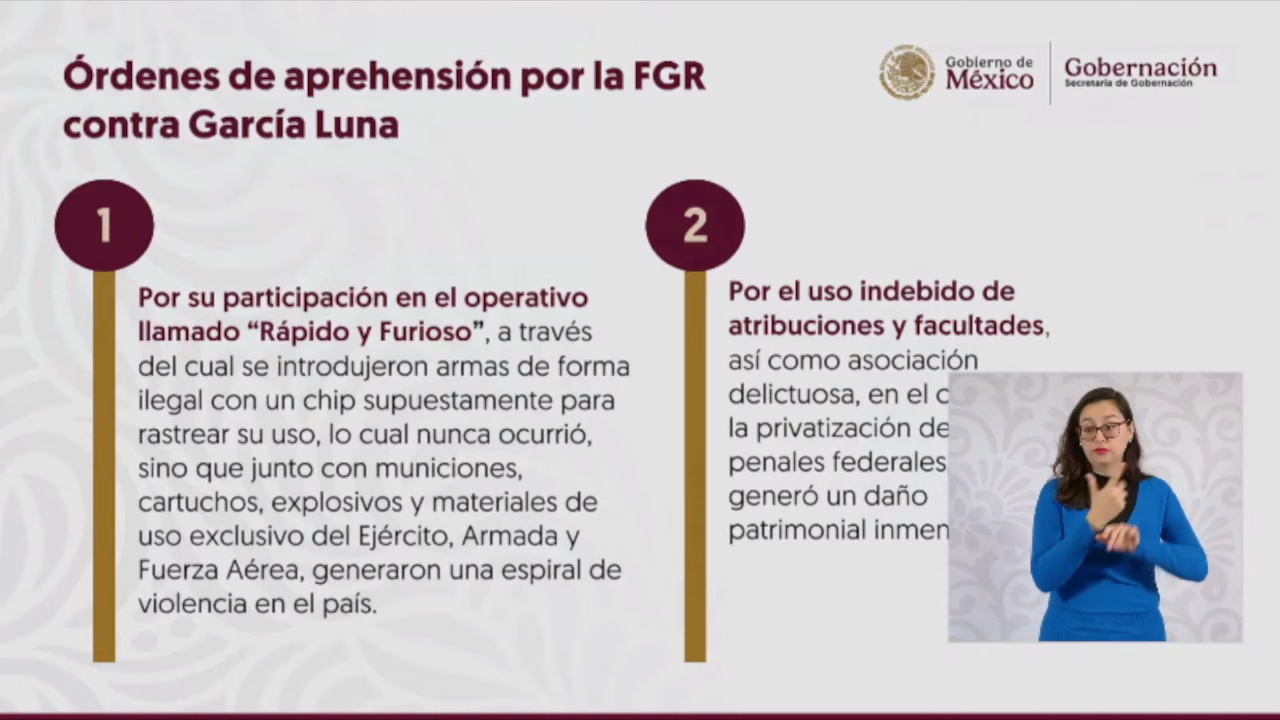 Órdenes de aprehensión por la FGR
contra García Luna
Gobierno de
México
Gobernación
Secretaría de Gobernación
1
Por su participación en el operativo
llamado “Rápido y Furioso”, a través
del cual se introdujeron armas de forma
ilegal con un chip supuestamente para
rastrear su uso, lo cual nunca ocurrió,
sino que junto con municiones,
cartuchos, explosivos y materiales de
uso exclusivo del Ejército, Armada y
Fuerza Aérea, generaron una espiral de
violencia en el país.
2
Por el uso indebido de
atribuciones y facultades,
así como asociación
delictuosa, en el
la privatización de
penales federales
generó un daño
patrimonial